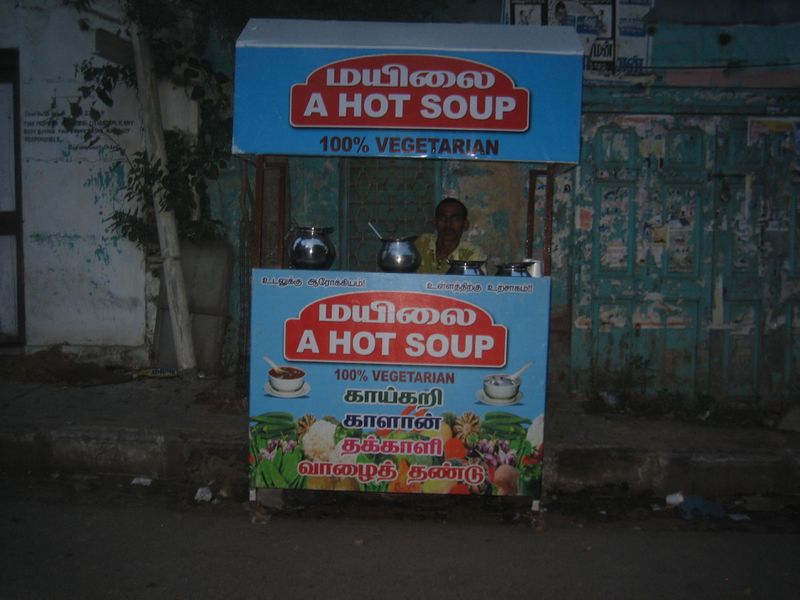 மயிலை
A HOT SOUP
100% VEGETARIAN
உடலுக்கு ஆரோக்கியம்! உள்ளத்திற்கு உற்சாகம்!!
மயிலை
A HOT SOUP
100% VEGETARIAN
காய்கறி
காளான்
தக்காளி
வாழைத் தண்டு